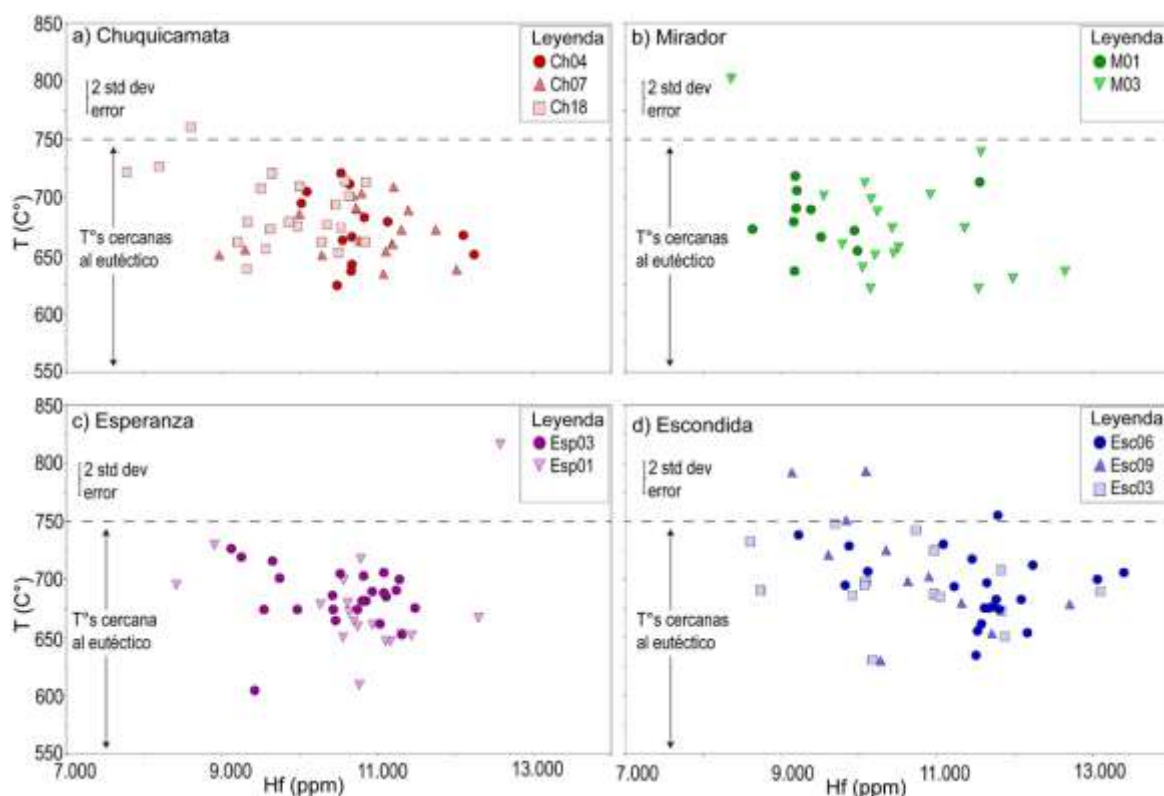 850
800
750
700
650
600
550
T (C°)
a) Chuquicamata
2 std dev
error
T°s cercanas
al eutéctico
Leyenda
Ch04
Ch07
Ch18
b) Mirador
2 std dev
error
T°s cercanas
al eutéctico
Leyenda
M01
M03
850
800
750
700
650
600
550
T (C°)
c) Esperanza
2 std dev
error
T°s cercana
al eutéctico
Leyenda
Esp03
Esp01
d) Escondida
2 std dev
error
T°s cercanas
al eutéctico
Leyenda
Esc06
Esc09
Esc03
7.000 9.000 11.000 13.000
Hf (ppm)
7.000 9.000 11.000 13.000
Hf (ppm)